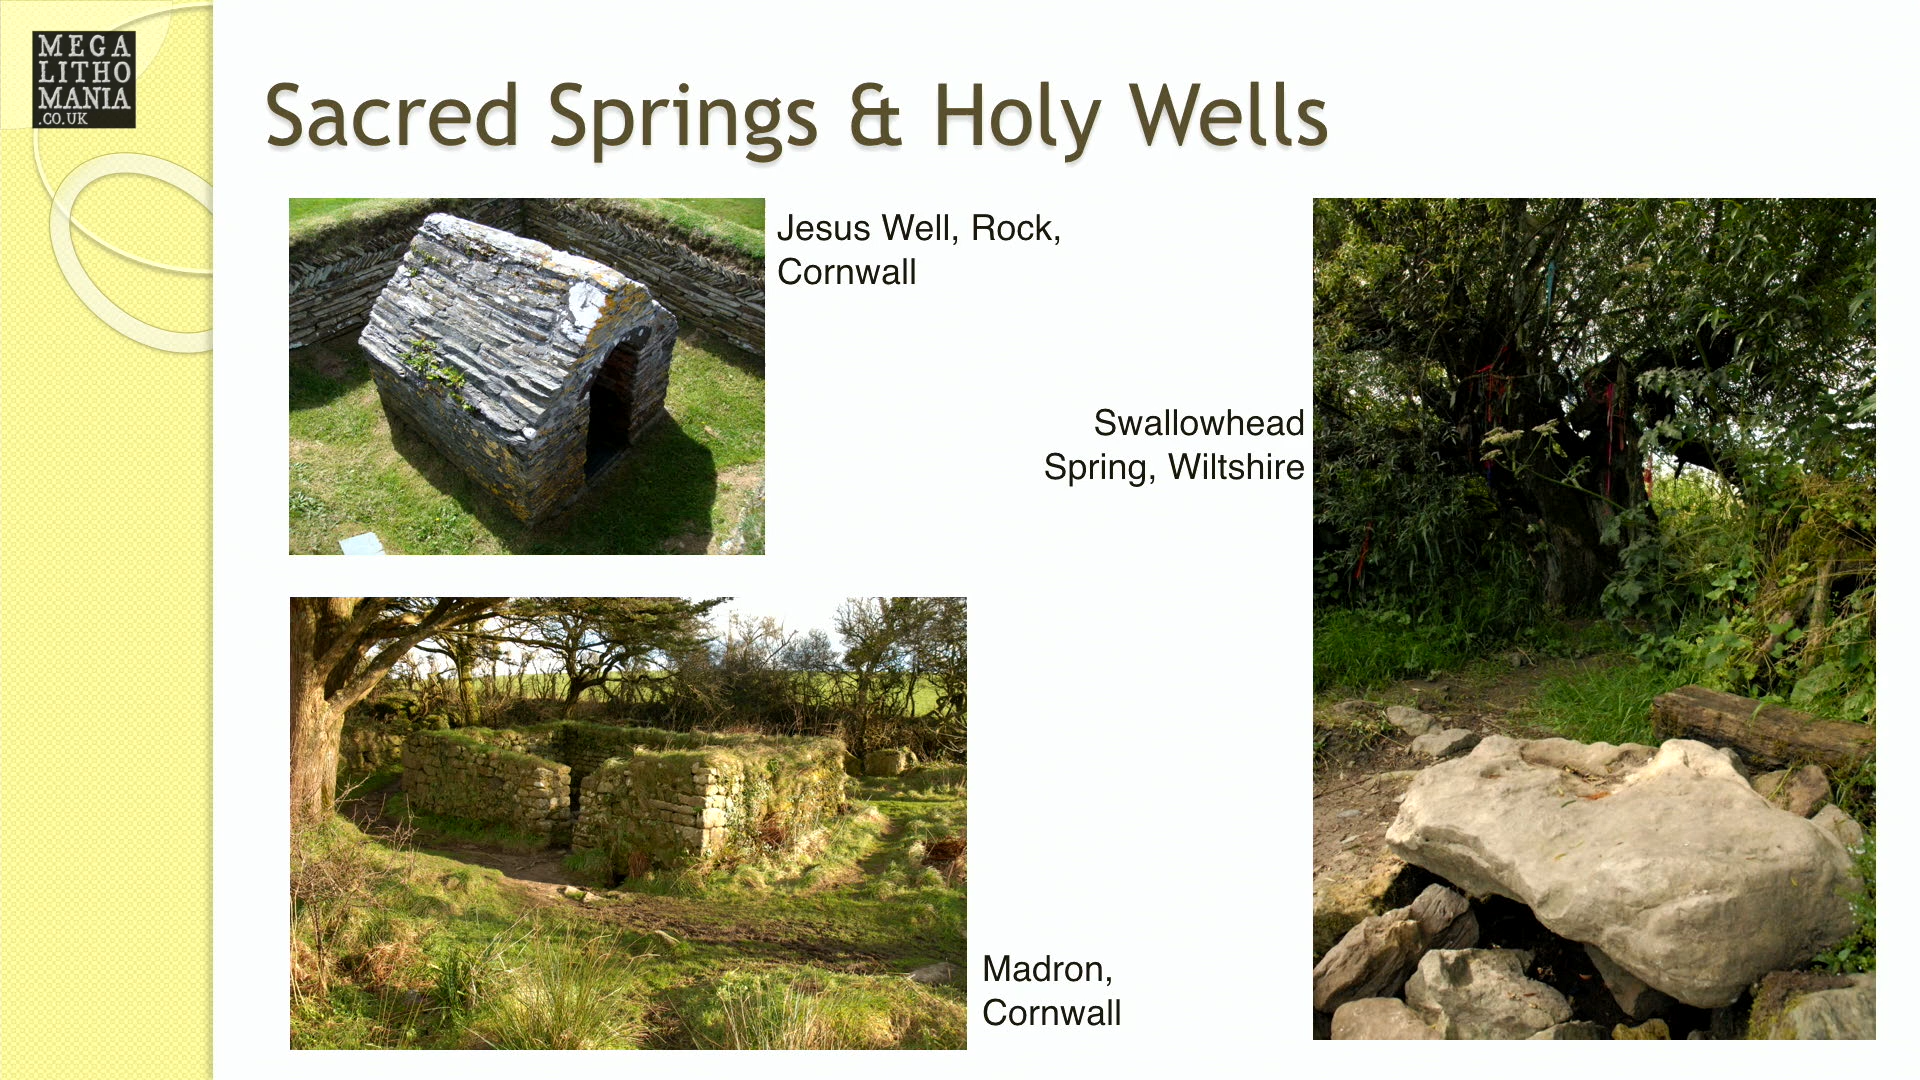 MEGA
LITHO
MANIA
.CO.UK
Sacred Springs & Holy Wells
Jesus Well, Rock,
Cornwall
Swallowhead
Spring, Wiltshire
Madron,
Cornwall